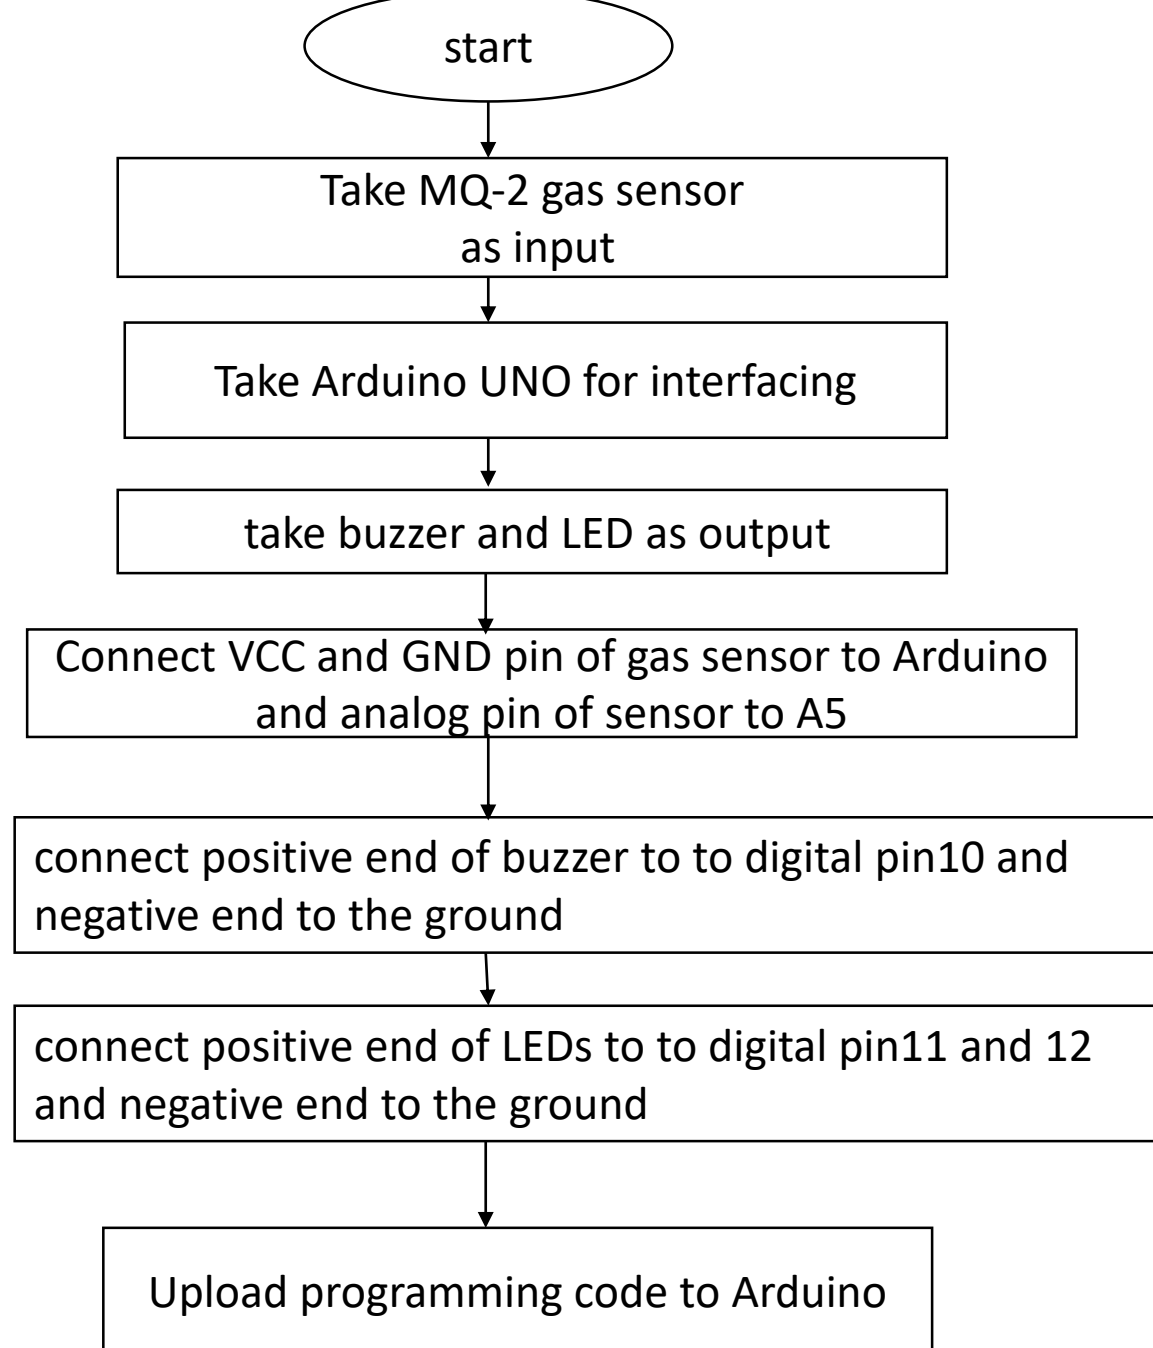 start
Take MQ-2 gas sensor
as input
Take Arduino UNO for interfacing
take buzzer and LED as output
Connect VCC and GND pin of gas sensor to Arduino
and analog pin of sensor to A5
connect positive end of buzzer to to digital pin10 and
negative end to the ground
connect positive end of LEDs to to digital pin11 and 12
and negative end to the ground
Upload programming code to Arduino